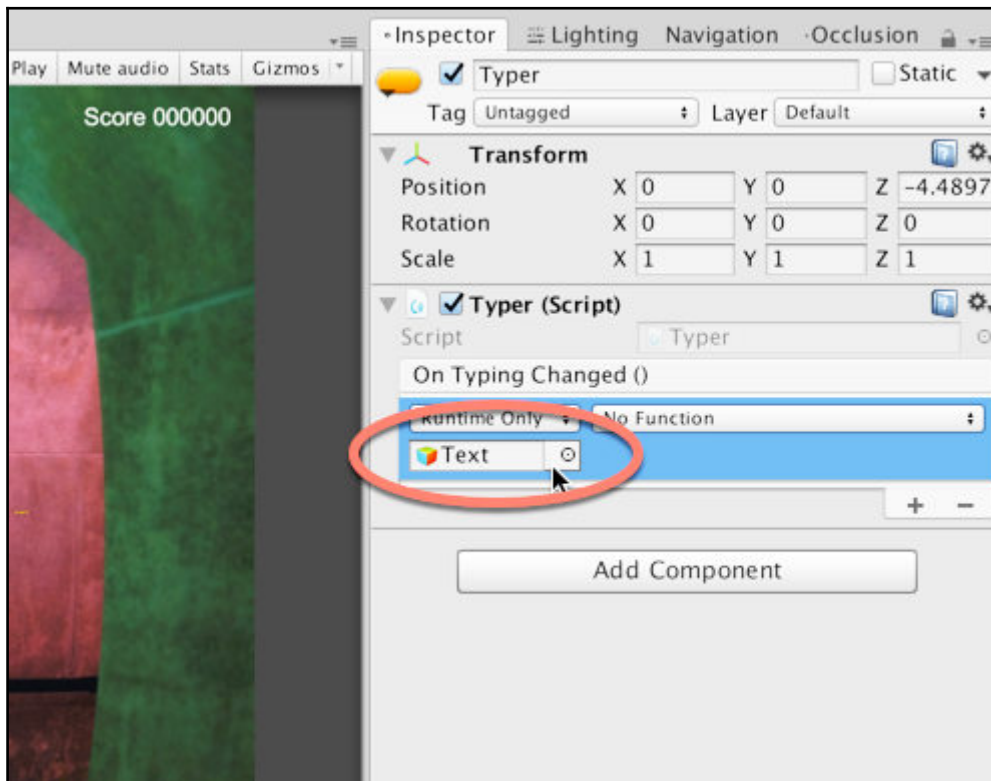 Inspector Lighting Navigation Occlusion
Play Mute audio Stats Gizmos
Typer Static
Score 000000
Tag Untagged Layer Default
Transform
Position X 0 Y 0 Z -4.4897
Rotation X 0 Y 0 Z 0
Scale X 1 Y 1 Z 1
Typer (Script)
Script Typer
On Typing Changed ()
Runtime Only No Function
Text
+ -
Add Component